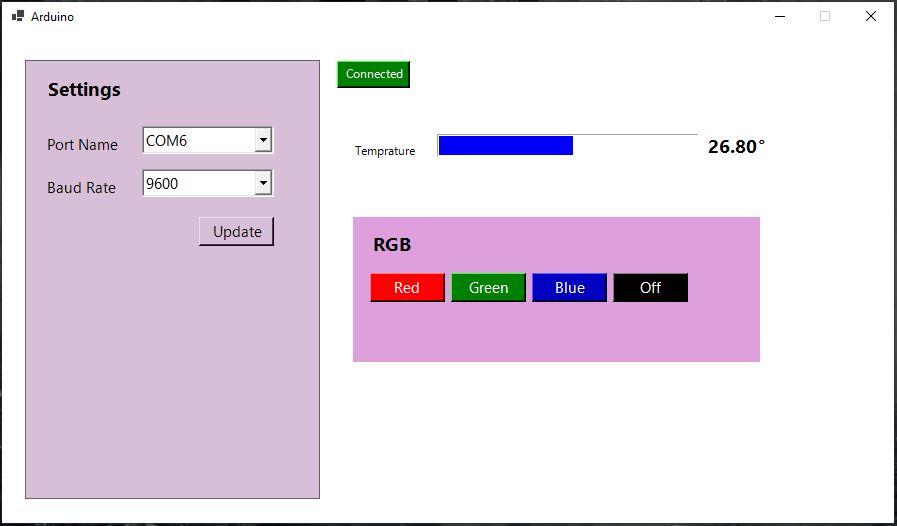 Arduino
Settings
Port Name COM6
Baud Rate 9600
Update
Connected
Temprature 26.80°
RGB
Red Green Blue Off